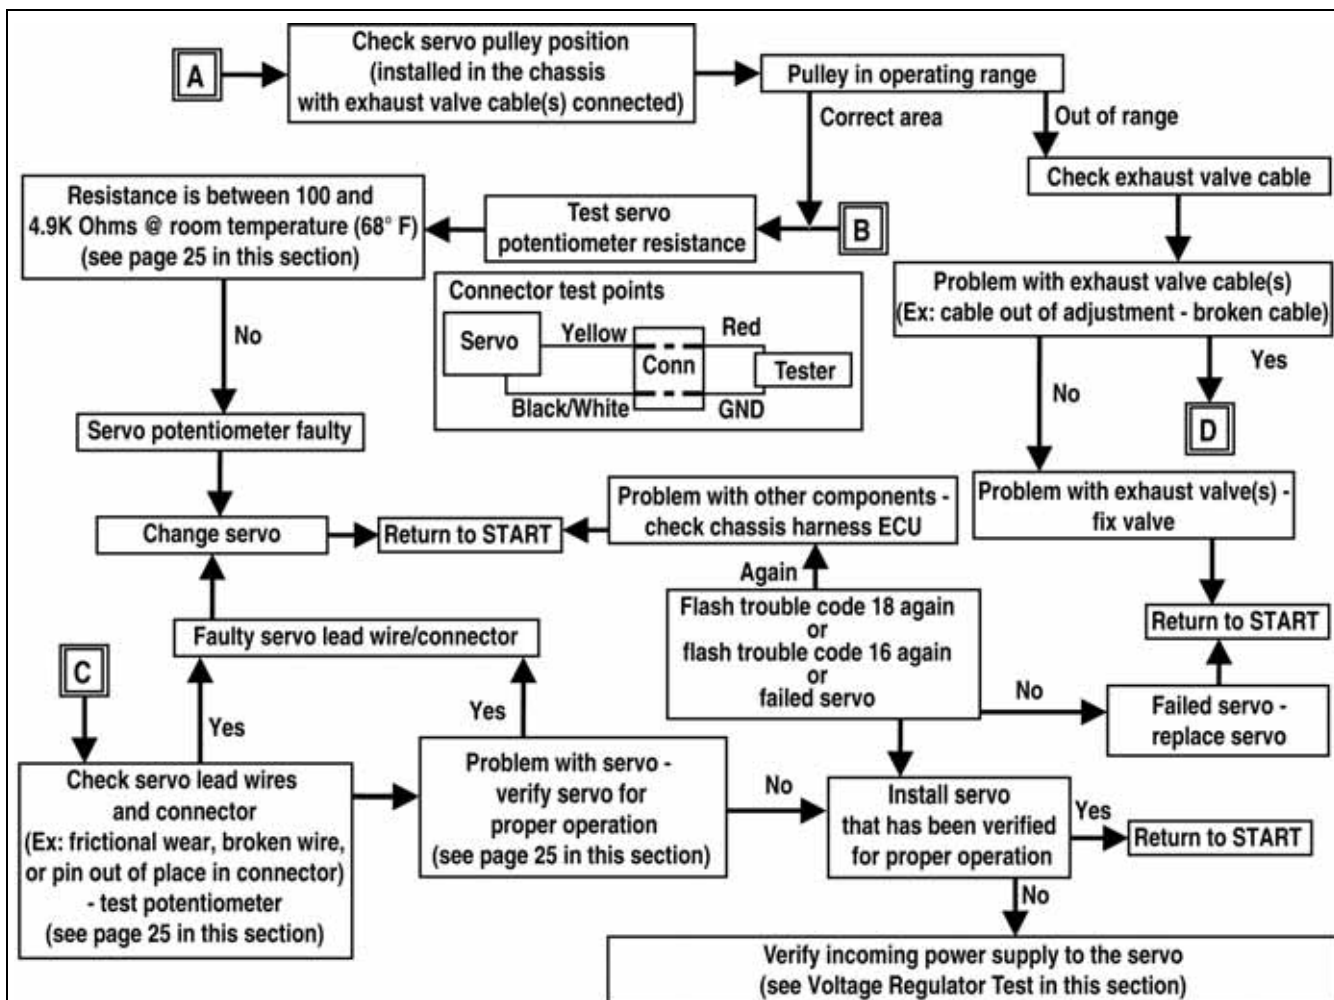 A
Check servo pulley position
(installed in the chassis
with exhaust valve cable(s) connected)
Pulley in operating range
Correct area
Out of range
Check exhaust valve cable
Resistance is between 100 and
4.9K Ohms @ room temperature (68° F)
(see page 25 in this section)
Test servo
potentiometer resistance
B
Problem with exhaust valve cable(s)
(Ex: cable out of adjustment - broken cable)
No
Connector test points
Servo
Yellow
Conn
Red
Tester
Black/White
GND
Yes
No
D
Servo potentiometer faulty
Problem with other components -
check chassis harness ECU
Problem with exhaust valve(s) -
fix valve
Change servo
Return to START
Again
Flash trouble code 18 again
or
flash trouble code 16 again
or
failed servo
Return to START
Faulty servo lead wire/connector
C
Yes
Yes
No
Failed servo -
replace servo
Check servo lead wires
and connector
(Ex: frictional wear, broken wire,
or pin out of place in connector)
- test potentiometer
(see page 25 in this section)
Problem with servo -
verify servo for
proper operation
(see page 25 in this section)
No
Install servo
that has been verified
for proper operation
Yes
Return to START
No
Verify incoming power supply to the servo
(see Voltage Regulator Test in this section)